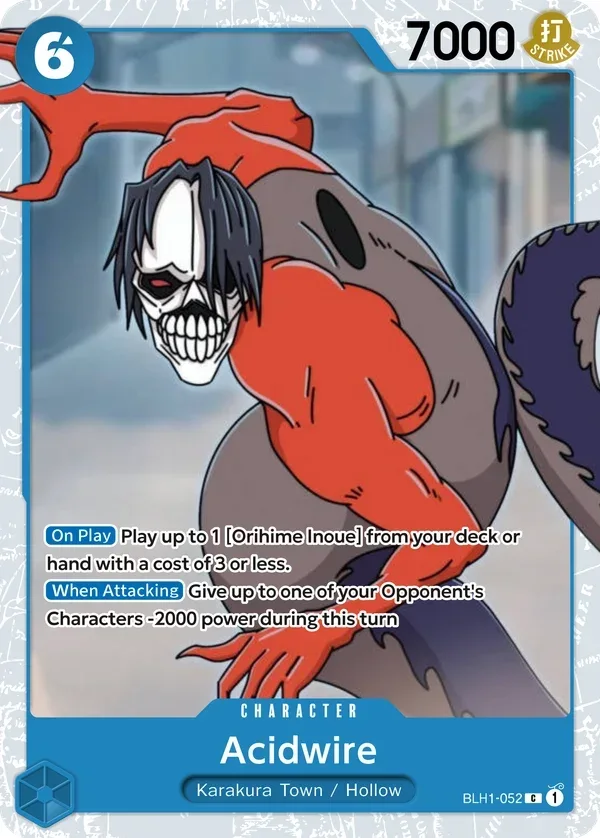 6
7000
打
STRIKE
On Play Play up to 1 [Orihime Inoue] from your deck or
hand with a cost of 3 or less.
When Attacking Give up to one of your Opponent's
Characters -2000 power during this turn
CHARACTER
Acidwire
Karakura Town / Hollow
BLH1-052 C 1